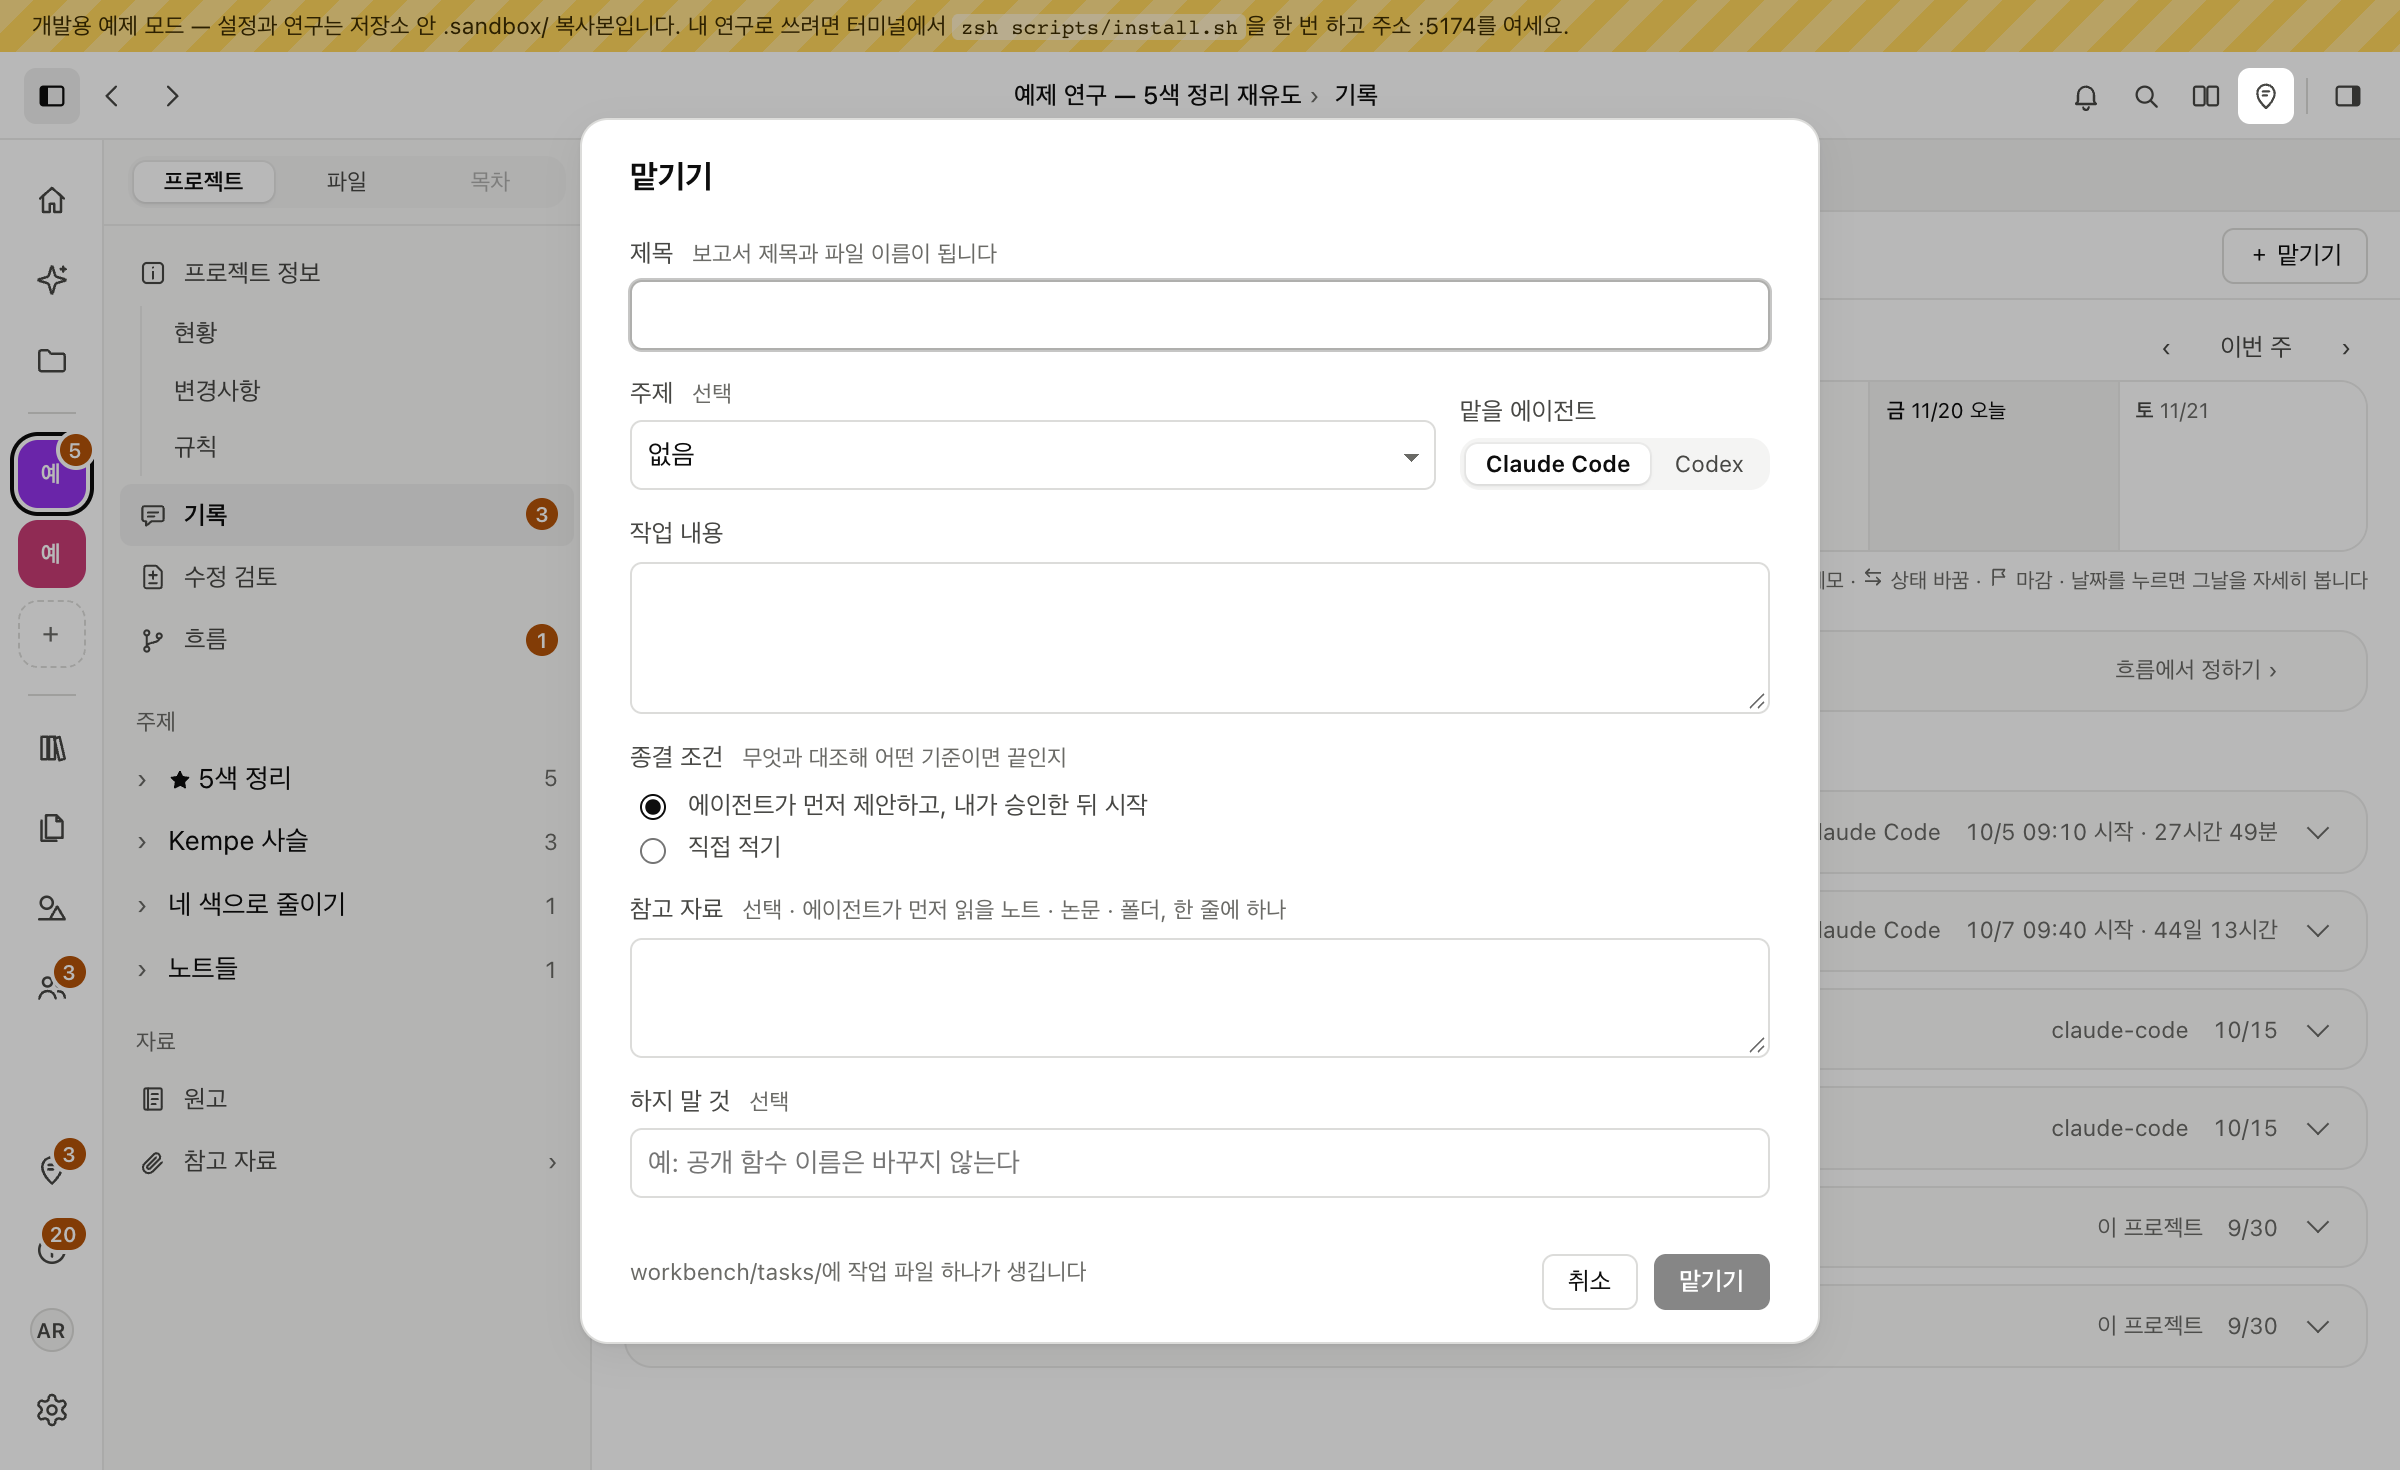 개발용 예제 모드 — 설정과 연구는 저장소 안 .sandbox/ 복사본입니다. 내 연구로 쓰려면 터미널에서 zsh scripts/install.sh을 한 번 하고 주소 :5174를 여세요.
예제 연구 — 5색 정리 재유도 › 기록
프로젝트 파일 목차
프로젝트 정보
현황
변경사항
규칙
기록 3
수정 검토
흐름 1
주제
› ★ 5색 정리 5
› Kempe 사슬 3
› 네 색으로 줄이기 1
› 노트들 1
자료
원고
참고 자료 ›
예 5
예
+
3
3
20
AR
맡기기
제목 보고서 제목과 파일 이름이 됩니다
주제 선택
없음
맡을 에이전트
Claude Code Codex
작업 내용
종결 조건 무엇과 대조해 어떤 기준이면 끝인지
에이전트가 먼저 제안하고, 내가 승인한 뒤 시작
직접 적기
참고 자료 선택 · 에이전트가 먼저 읽을 노트 · 논문 · 폴더, 한 줄에 하나
하지 말 것 선택
예: 공개 함수 이름은 바꾸지 않는다
workbench/tasks/에 작업 파일 하나가 생깁니다
취소 맡기기
+ 맡기기
‹ 이번 주 ›
금 11/20 오늘 토 11/21
· 상태 바꿈 · 마감 · 날짜를 누르면 그날을 자세히 봅니다
흐름에서 정하기 ›
Code 10/5 09:10 시작 · 27시간 49분
Code 10/7 09:40 시작 · 44일 13시간
claude-code 10/15
claude-code 10/15
이 프로젝트 9/30
이 프로젝트 9/30